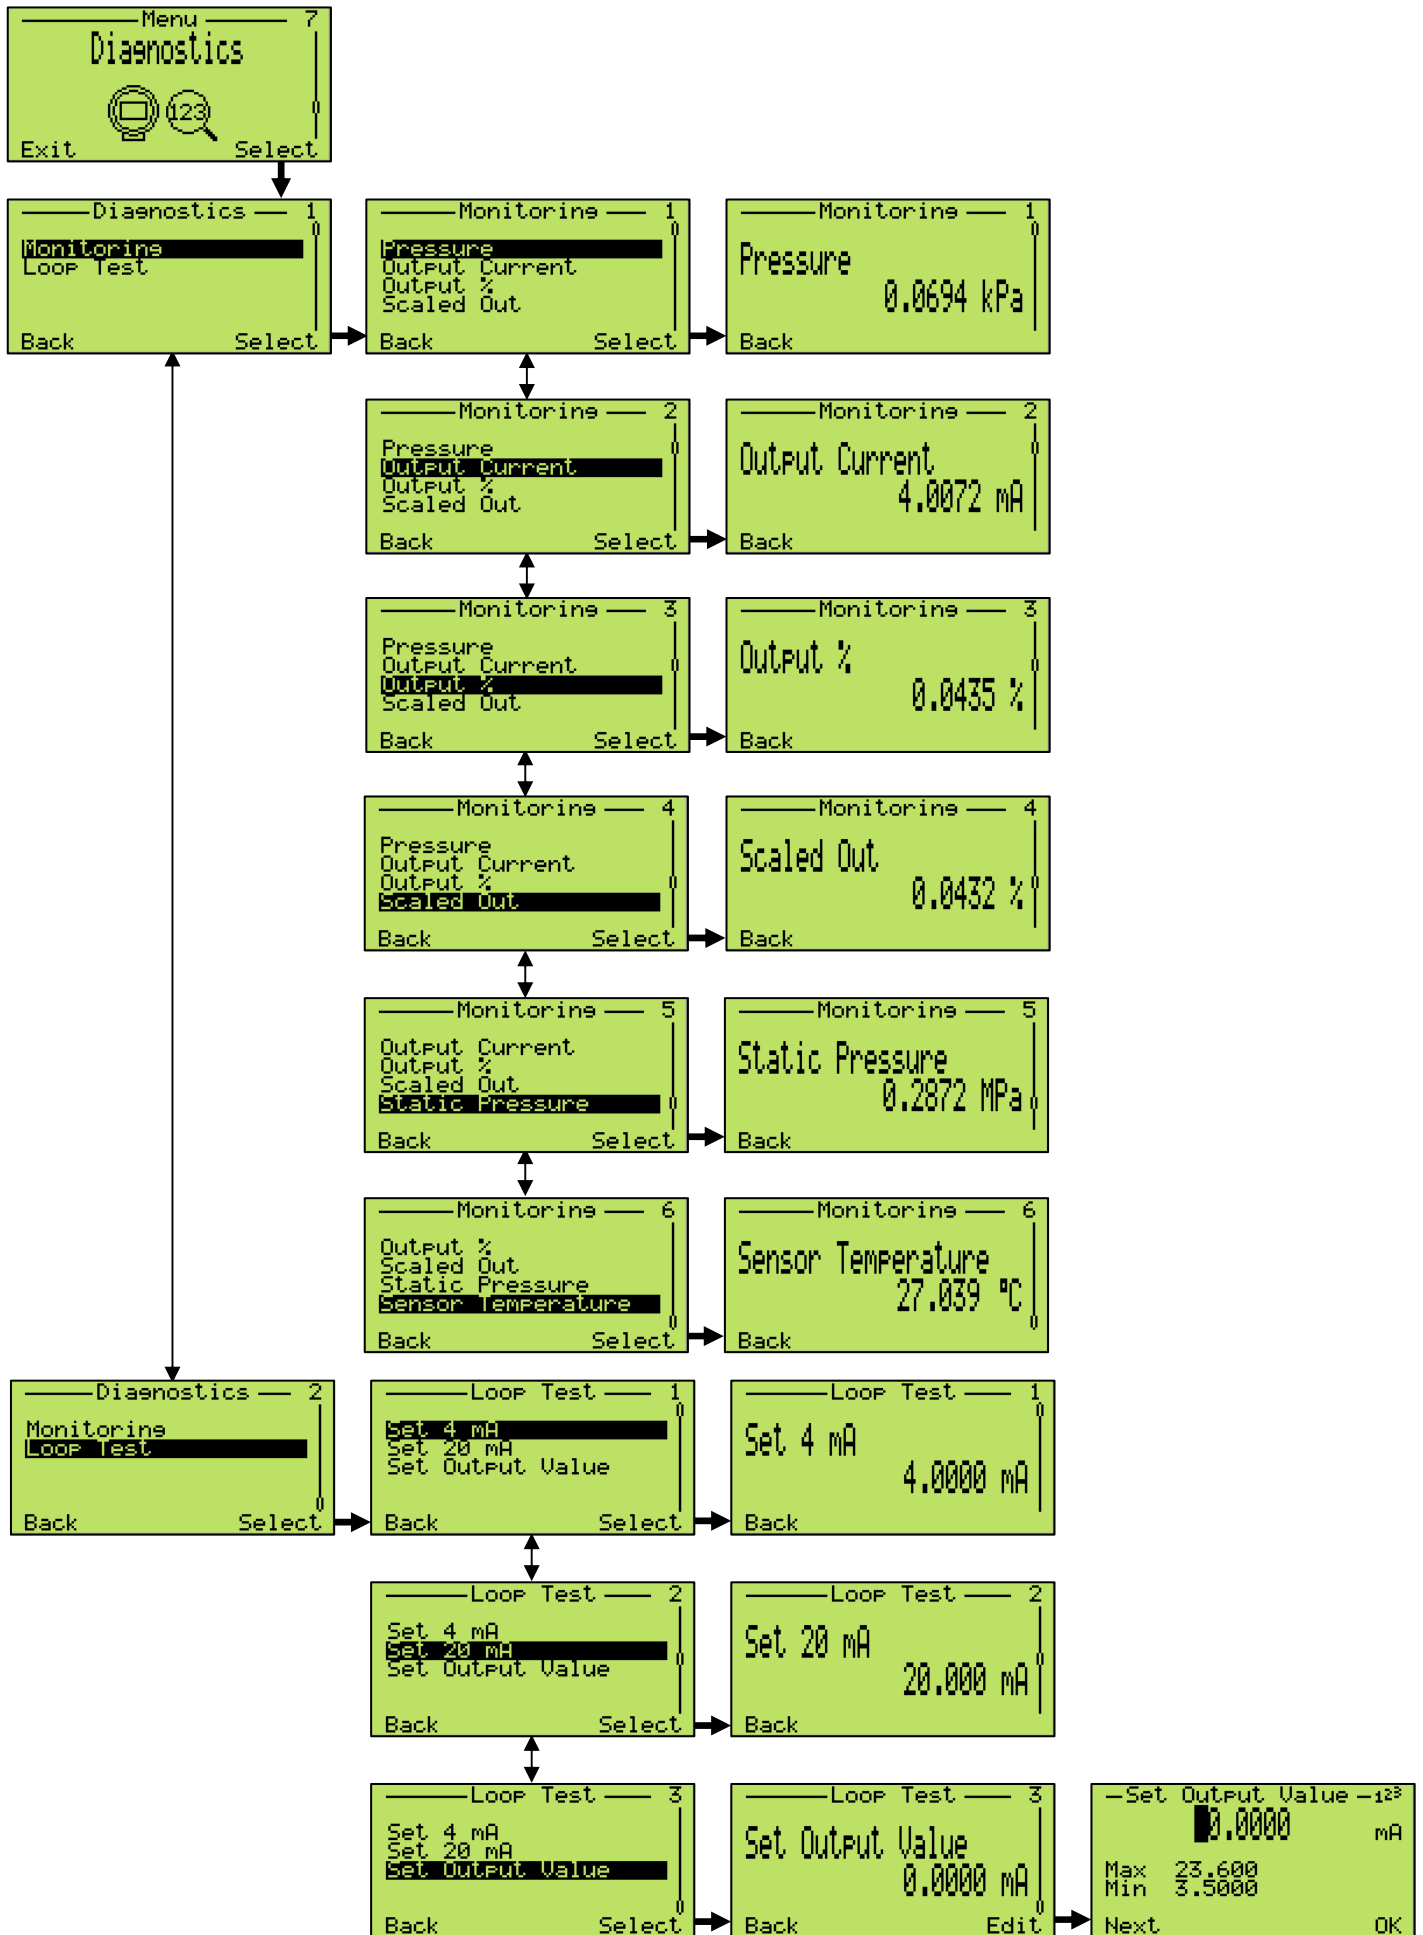 Menu 7
Diagnostics
123
Exit Select
Diagnostics 1
Monitoring
Loop Test
Back Select
Monitoring 1
Pressure
Output Current
Output %
Scaled Out
Back Select
Monitoring 1
Pressure
0.0694 kPa
Back
Monitoring 2
Pressure
Output Current
Output %
Scaled Out
Back Select
Monitoring 2
Output Current
4.0072 mA
Back
Monitoring 3
Pressure
Output Current
Output %
Scaled Out
Back Select
Monitoring 3
Output %
0.0435 %
Back
Monitoring 4
Pressure
Output Current
Output %
Scaled Out
Back Select
Monitoring 4
Scaled Out
0.0432 %
Back
Monitoring 5
Output Current
Output %
Scaled Out
Static Pressure
Back Select
Monitoring 5
Static Pressure
0.2872 MPa
Back
Monitoring 6
Output %
Scaled Out
Static Pressure
Sensor Temperature
Back Select
Monitoring 6
Sensor Temperature
27.039 °C
Back
Diagnostics 2
Monitoring
Loop Test
Back Select
Loop Test 1
Set 4 mA
Set 20 mA
Set Output Value
Back Select
Loop Test 1
Set 4 mA
4.0000 mA
Back
Loop Test 2
Set 4 mA
Set 20 mA
Set Output Value
Back Select
Loop Test 2
Set 20 mA
20.000 mA
Back
Loop Test 3
Set 4 mA
Set 20 mA
Set Output Value
Back Select
Loop Test 3
Set Output Value
0.0000 mA
Back Edit
Set Output Value 123
0.0000 mA
Max 23.600
Min 3.5000
Next OK